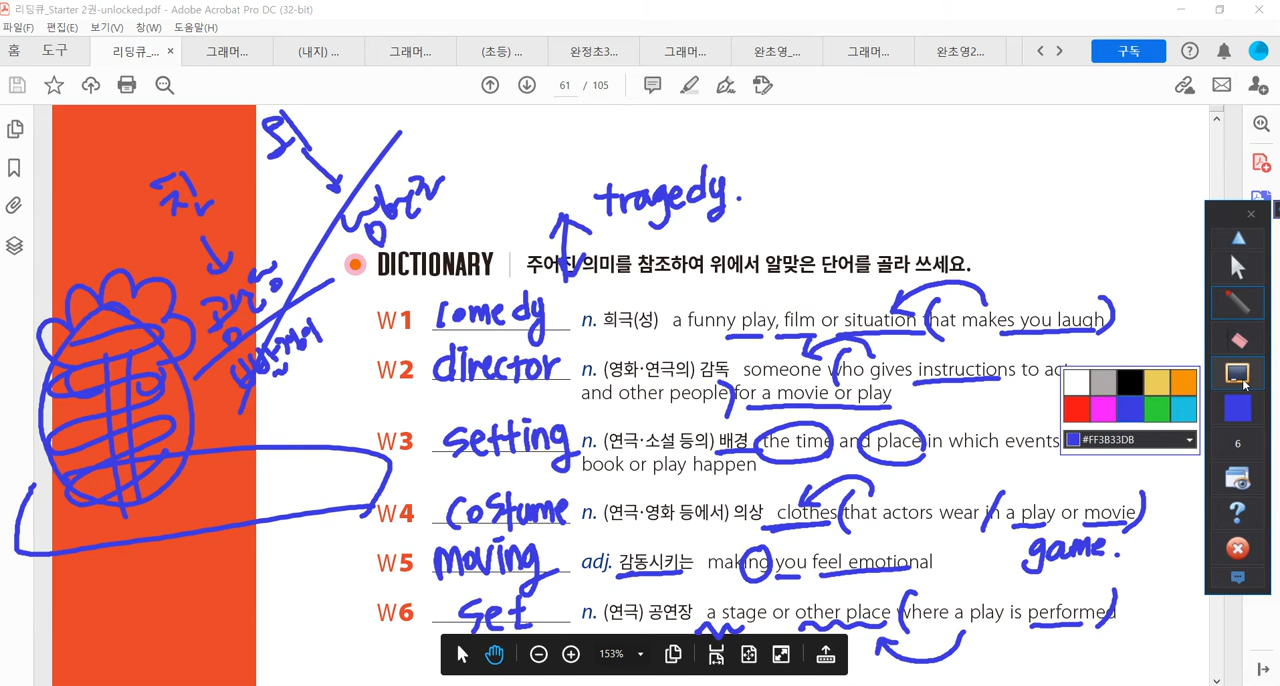 리딩큐_Starter 2권-unlocked.pdf - Adobe Acrobat Pro DC (32-bit)
파일(F) 편집(E) 보기(V) 창(W) 도움말(H)
홈 도구 리딩큐_... × 그래머... (내지) ... 그래머... (초등) ... 완정초3... 그래머... 완초영_... 그래머... 완초영2... 구독
61 / 105
tragedy.
DICTIONARY 주어진 의미를 참조하여 위에서 알맞은 단어를 골라 쓰세요.
W1 comedy n. 희극(성) a funny play, film or situation that makes you laugh
W2 director n. (영화·연극의) 감독 someone who gives instructions to
and other people for a movie or play
#FF3B33DB
6
W3 setting n. (연극·소설 등의) 배경 the time and place in which events
book or play happen
W4 costume n. (연극·영화 등에서) 의상 clothes that actors wear in a play or movie
game.
W5 moving adj. 감동시키는 making you feel emotional
W6 set n. (연극) 공연장 a stage or other place where a play is performed
153%